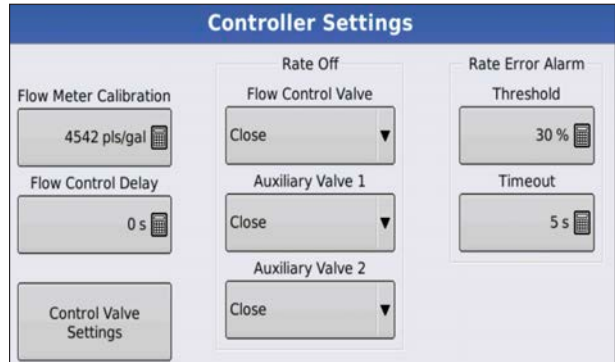 Controller Settings
Flow Meter Calibration
4542 pls/gal
Flow Control Delay
0 s
Control Valve
Settings
Rate Off
Flow Control Valve
Close
Auxiliary Valve 1
Close
Auxiliary Valve 2
Close
Rate Error Alarm
Threshold
30 %
Timeout
5 s